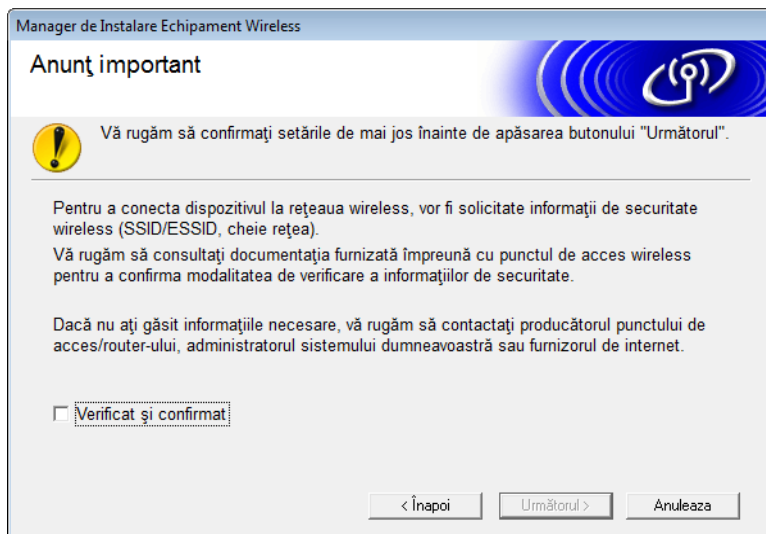 Manager de Instalare Echipament Wireless
Anunţ important
Vă rugăm să confirmaţi setările de mai jos înainte de apăsarea butonului "Următorul".
Pentru a conecta dispozitivul la reţeaua wireless, vor fi solicitate informaţii de securitate
wireless (SSID/ESSID, cheie reţea).
Vă rugăm să consultaţi documentaţia furnizată împreună cu punctul de acces wireless
pentru a confirma modalitatea de verificare a informaţiilor de securitate.
Dacă nu aţi găsit informaţiile necesare, vă rugăm să contactaţi producătorul punctului de
acces/router-ului, administratorul sistemului dumneavoastră sau furnizorul de internet.
Verificat şi confirmat
< Înapoi
Următorul >
Anuleaza